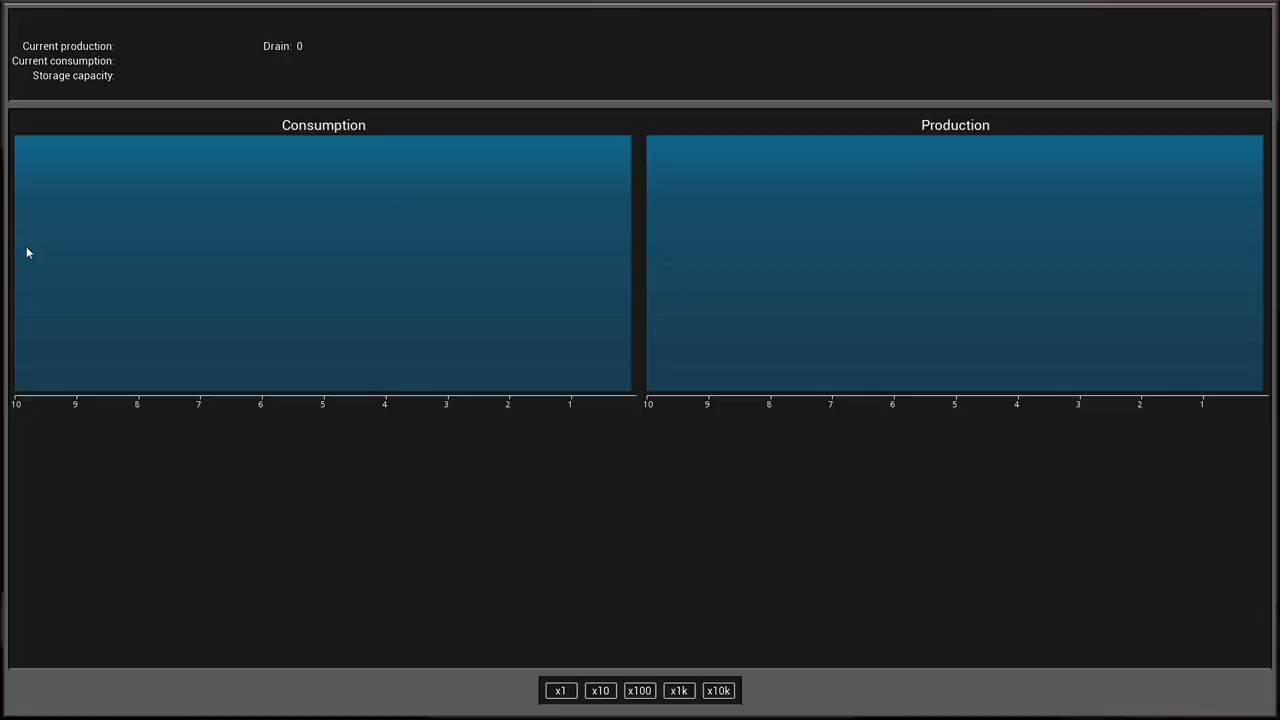 Current production: Drain: 0
Current consumption:
Storage capacity:
Consumption Production
10 9 8 7 6 5 4 3 2 1 10 9 8 7 6 5 4 3 2 1
x1 x10 x100 x1k x10k